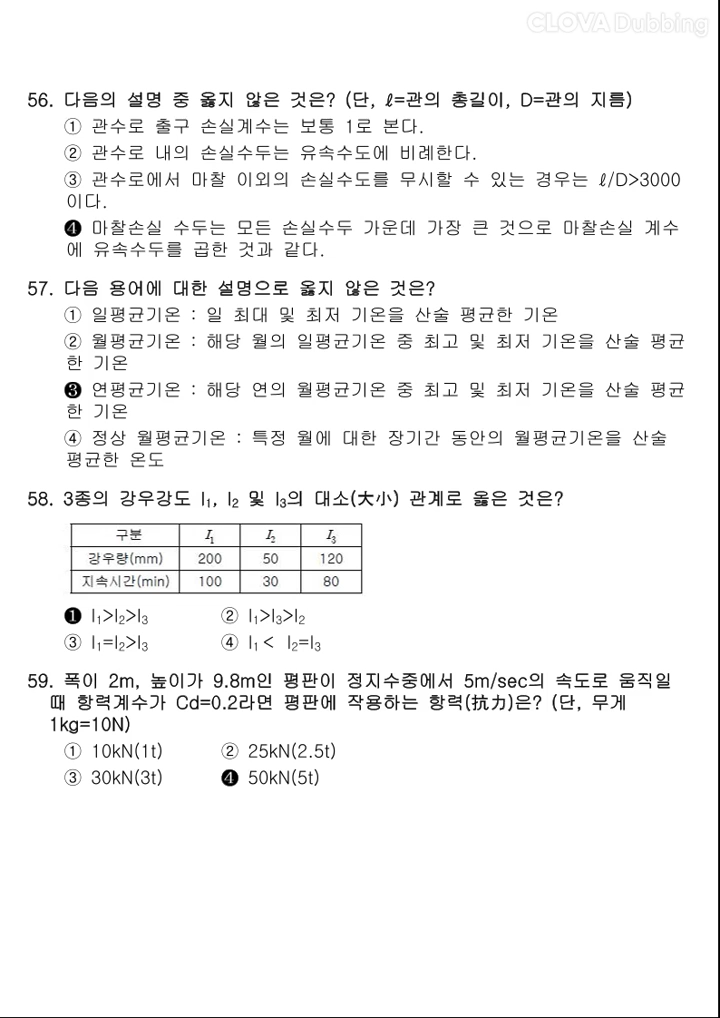 CLOVA Dubbing
56. 다음의 설명 중 옳지 않은 것은? (단, ℓ=관의 총길이, D=관의 지름)
① 관수로 출구 손실계수는 보통 1로 본다.
② 관수로 내의 손실수두는 유속수도에 비례한다.
③ 관수로에서 마찰 이외의 손실수도를 무시할 수 있는 경우는 ℓ/D>3000
이다.
❹ 마찰손실 수두는 모든 손실수두 가운데 가장 큰 것으로 마찰손실 계수
에 유속수두를 곱한 것과 같다.
57. 다음 용어에 대한 설명으로 옳지 않은 것은?
① 일평균기온 : 일 최대 및 최저 기온을 산술 평균한 기온
② 월평균기온 : 해당 월의 일평균기온 중 최고 및 최저 기온을 산술 평균
한 기온
❸ 연평균기온 : 해당 연의 월평균기온 중 최고 및 최저 기온을 산술 평균
한 기온
④ 정상 월평균기온 : 특정 월에 대한 장기간 동안의 월평균기온을 산술
평균한 온도
58. 3종의 강우강도 I₁, I₂ 및 I₃의 대소(大小) 관계로 옳은 것은?
구분 I₁ I₂ I₃
강우량(mm) 200 50 120
지속시간(min) 100 30 80
❶ I₁>I₂>I₃ ② I₁>I₃>I₂
③ I₁=I₂>I₃ ④ I₁< I₂=I₃
59. 폭이 2m, 높이가 9.8m인 평판이 정지수중에서 5m/sec의 속도로 움직일
때 항력계수가 Cd=0.2라면 평판에 작용하는 항력(抗力)은? (단, 무게
1kg=10N)
① 10kN(1t) ② 25kN(2.5t)
③ 30kN(3t) ❹ 50kN(5t)